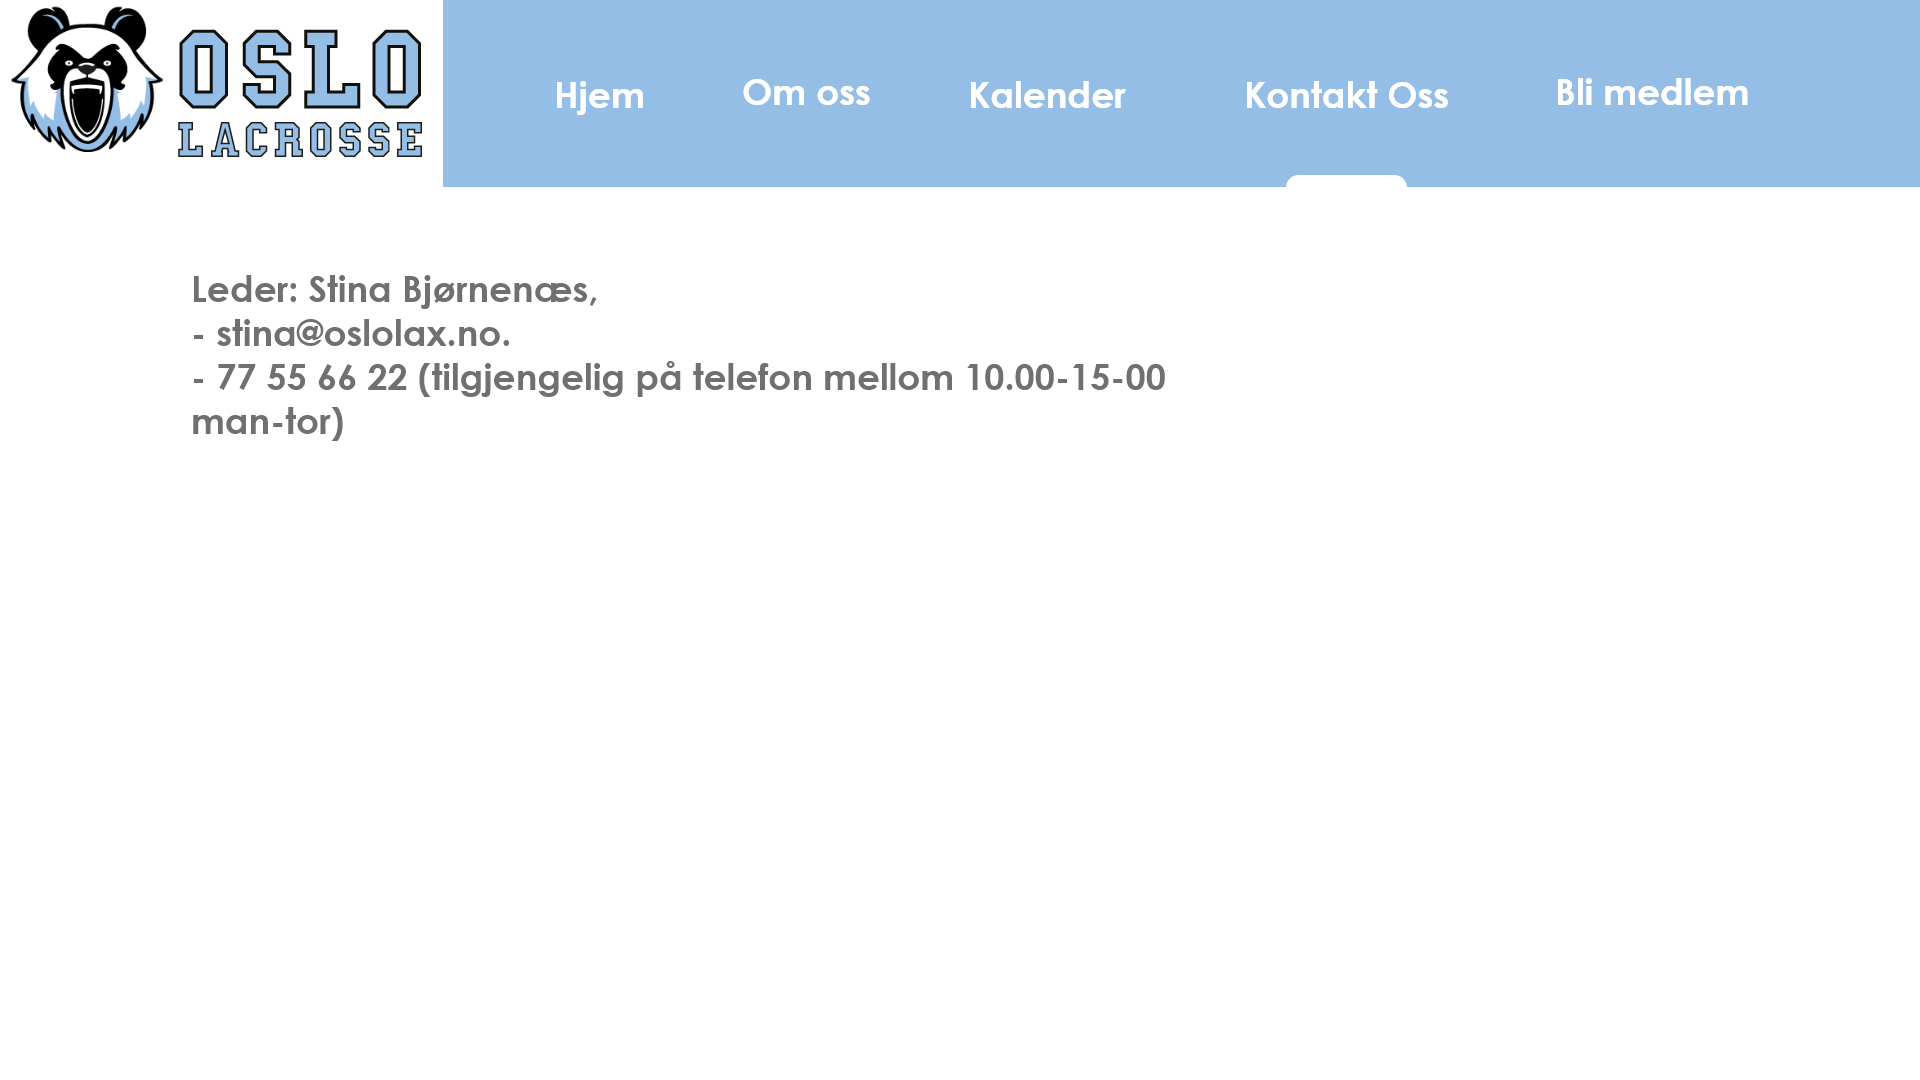 OSLO
LACROSSE
Hjem
Om oss
Kalender
Kontakt Oss
Bli medlem
Leder: Stina Bjørnenæs,
- stina@oslolax.no.
- 77 55 66 22 (tilgjengelig på telefon mellom 10.00-15-00
man-tor)